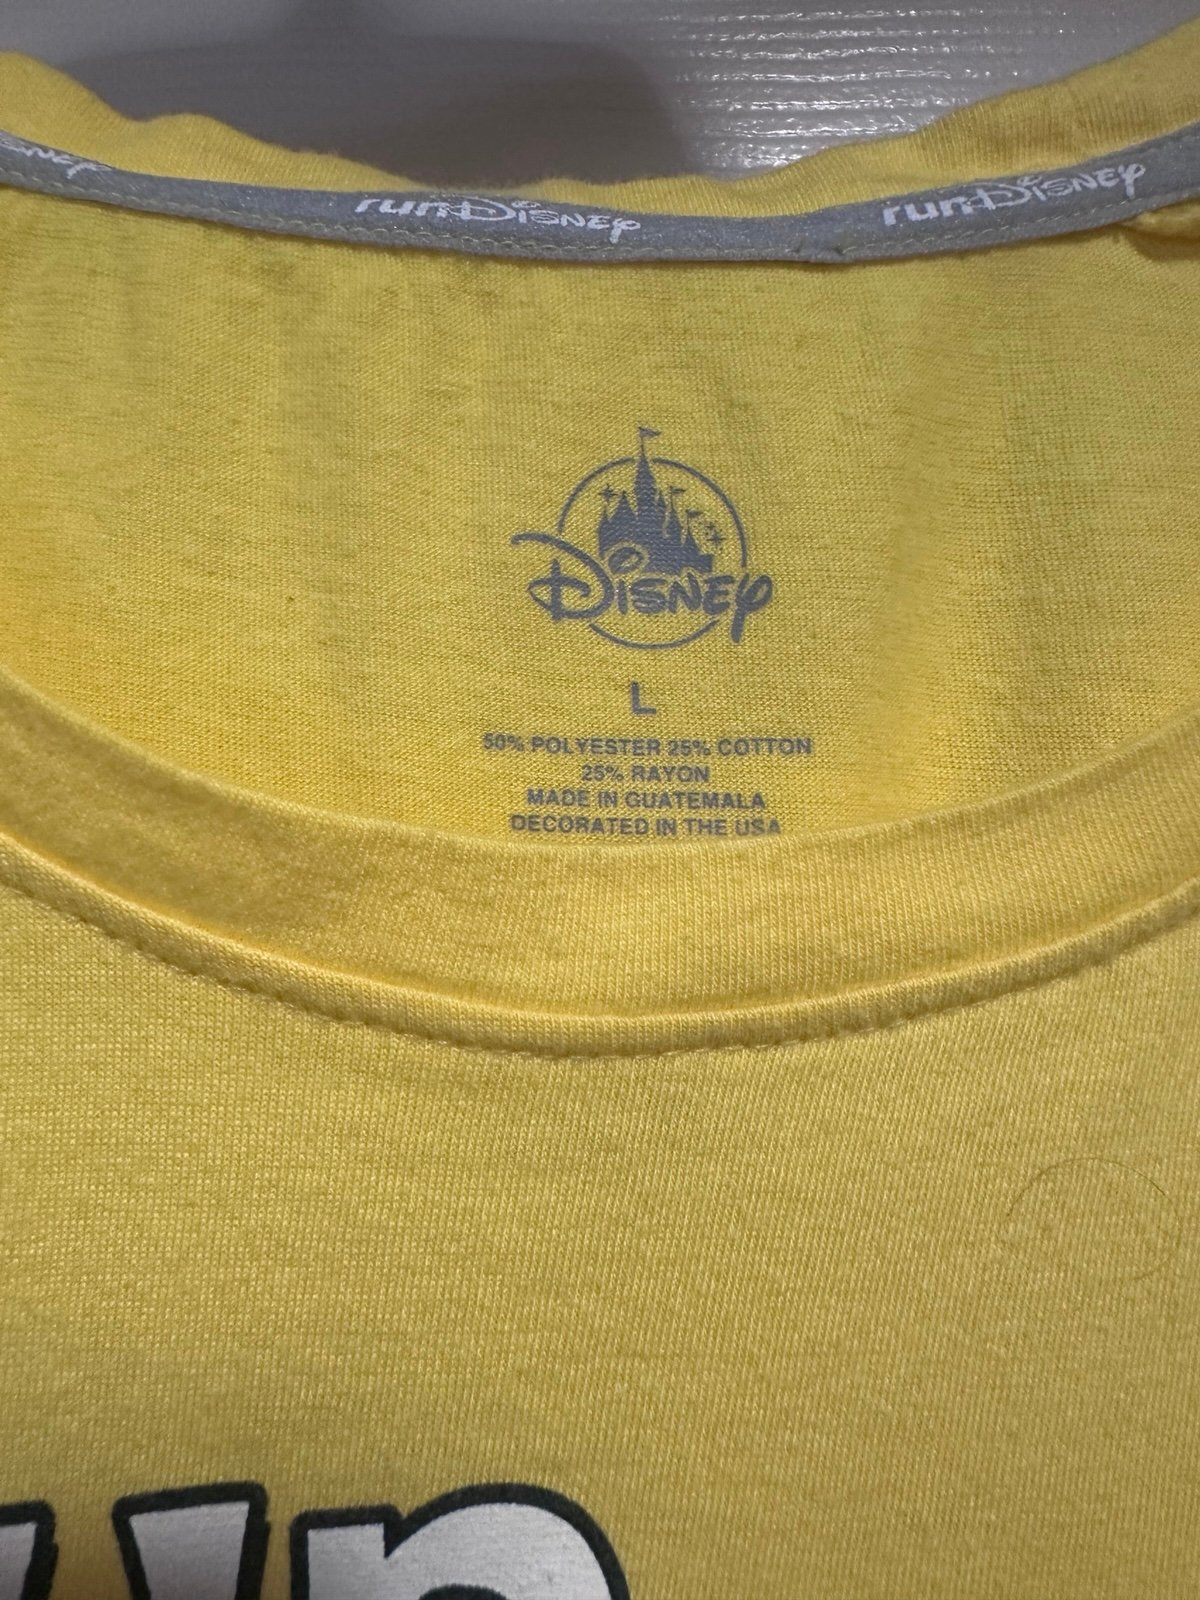 runDisney
runDisney
Disney
L
50% POLYESTER 25% COTTON
25% RAYON
MADE IN GUATEMALA
DECORATED IN THE USA